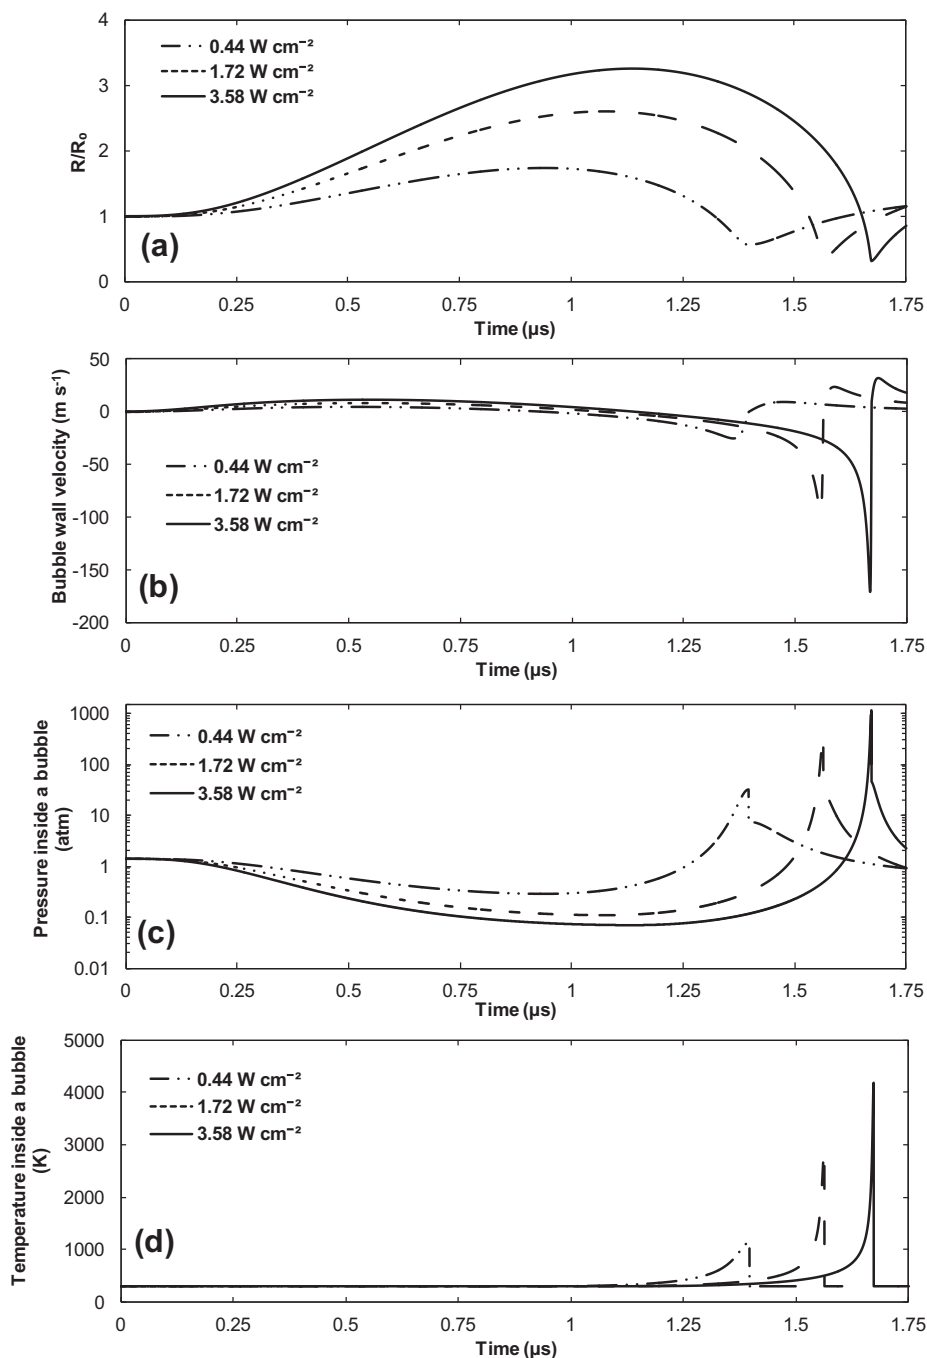 4
3
2
1
0
R/Rₒ
0.44 W cm⁻²
1.72 W cm⁻²
3.58 W cm⁻²
(a)
0 0.25 0.5 0.75 1 1.25 1.5 1.75
Time (µs)
50
0
-50
-100
-150
-200
Bubble wall velocity (m s⁻¹)
0.44 W cm⁻²
1.72 W cm⁻²
3.58 W cm⁻²
(b)
0 0.25 0.5 0.75 1 1.25 1.5 1.75
Time (µs)
1000
100
10
1
0.1
0.01
Pressure inside a bubble
(atm)
0.44 W cm⁻²
1.72 W cm⁻²
3.58 W cm⁻²
(c)
0 0.25 0.5 0.75 1 1.25 1.5 1.75
Time (µs)
5000
4000
3000
2000
1000
0
Temperature inside a bubble
(K)
0.44 W cm⁻²
1.72 W cm⁻²
3.58 W cm⁻²
(d)
0 0.25 0.5 0.75 1 1.25 1.5 1.75
Time (µs)